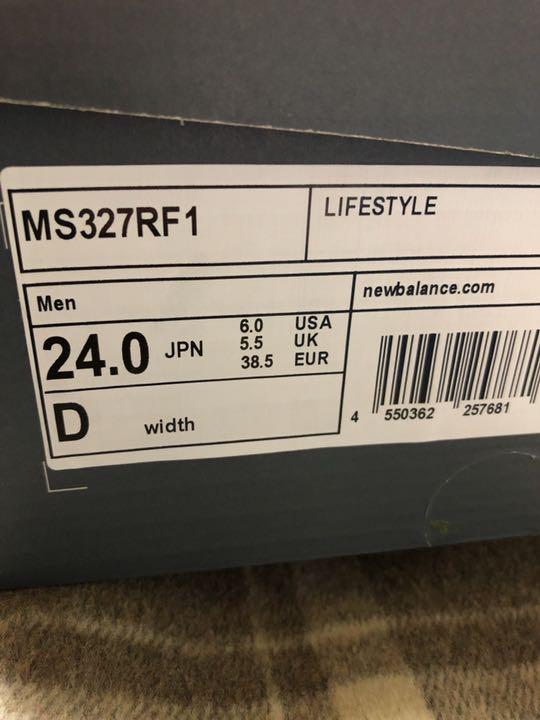 MS327RF1
LIFESTYLE
Men
newbalance.com
24.0 JPN
6.0 USA
5.5 UK
38.5 EUR
D width
4 550362 257681